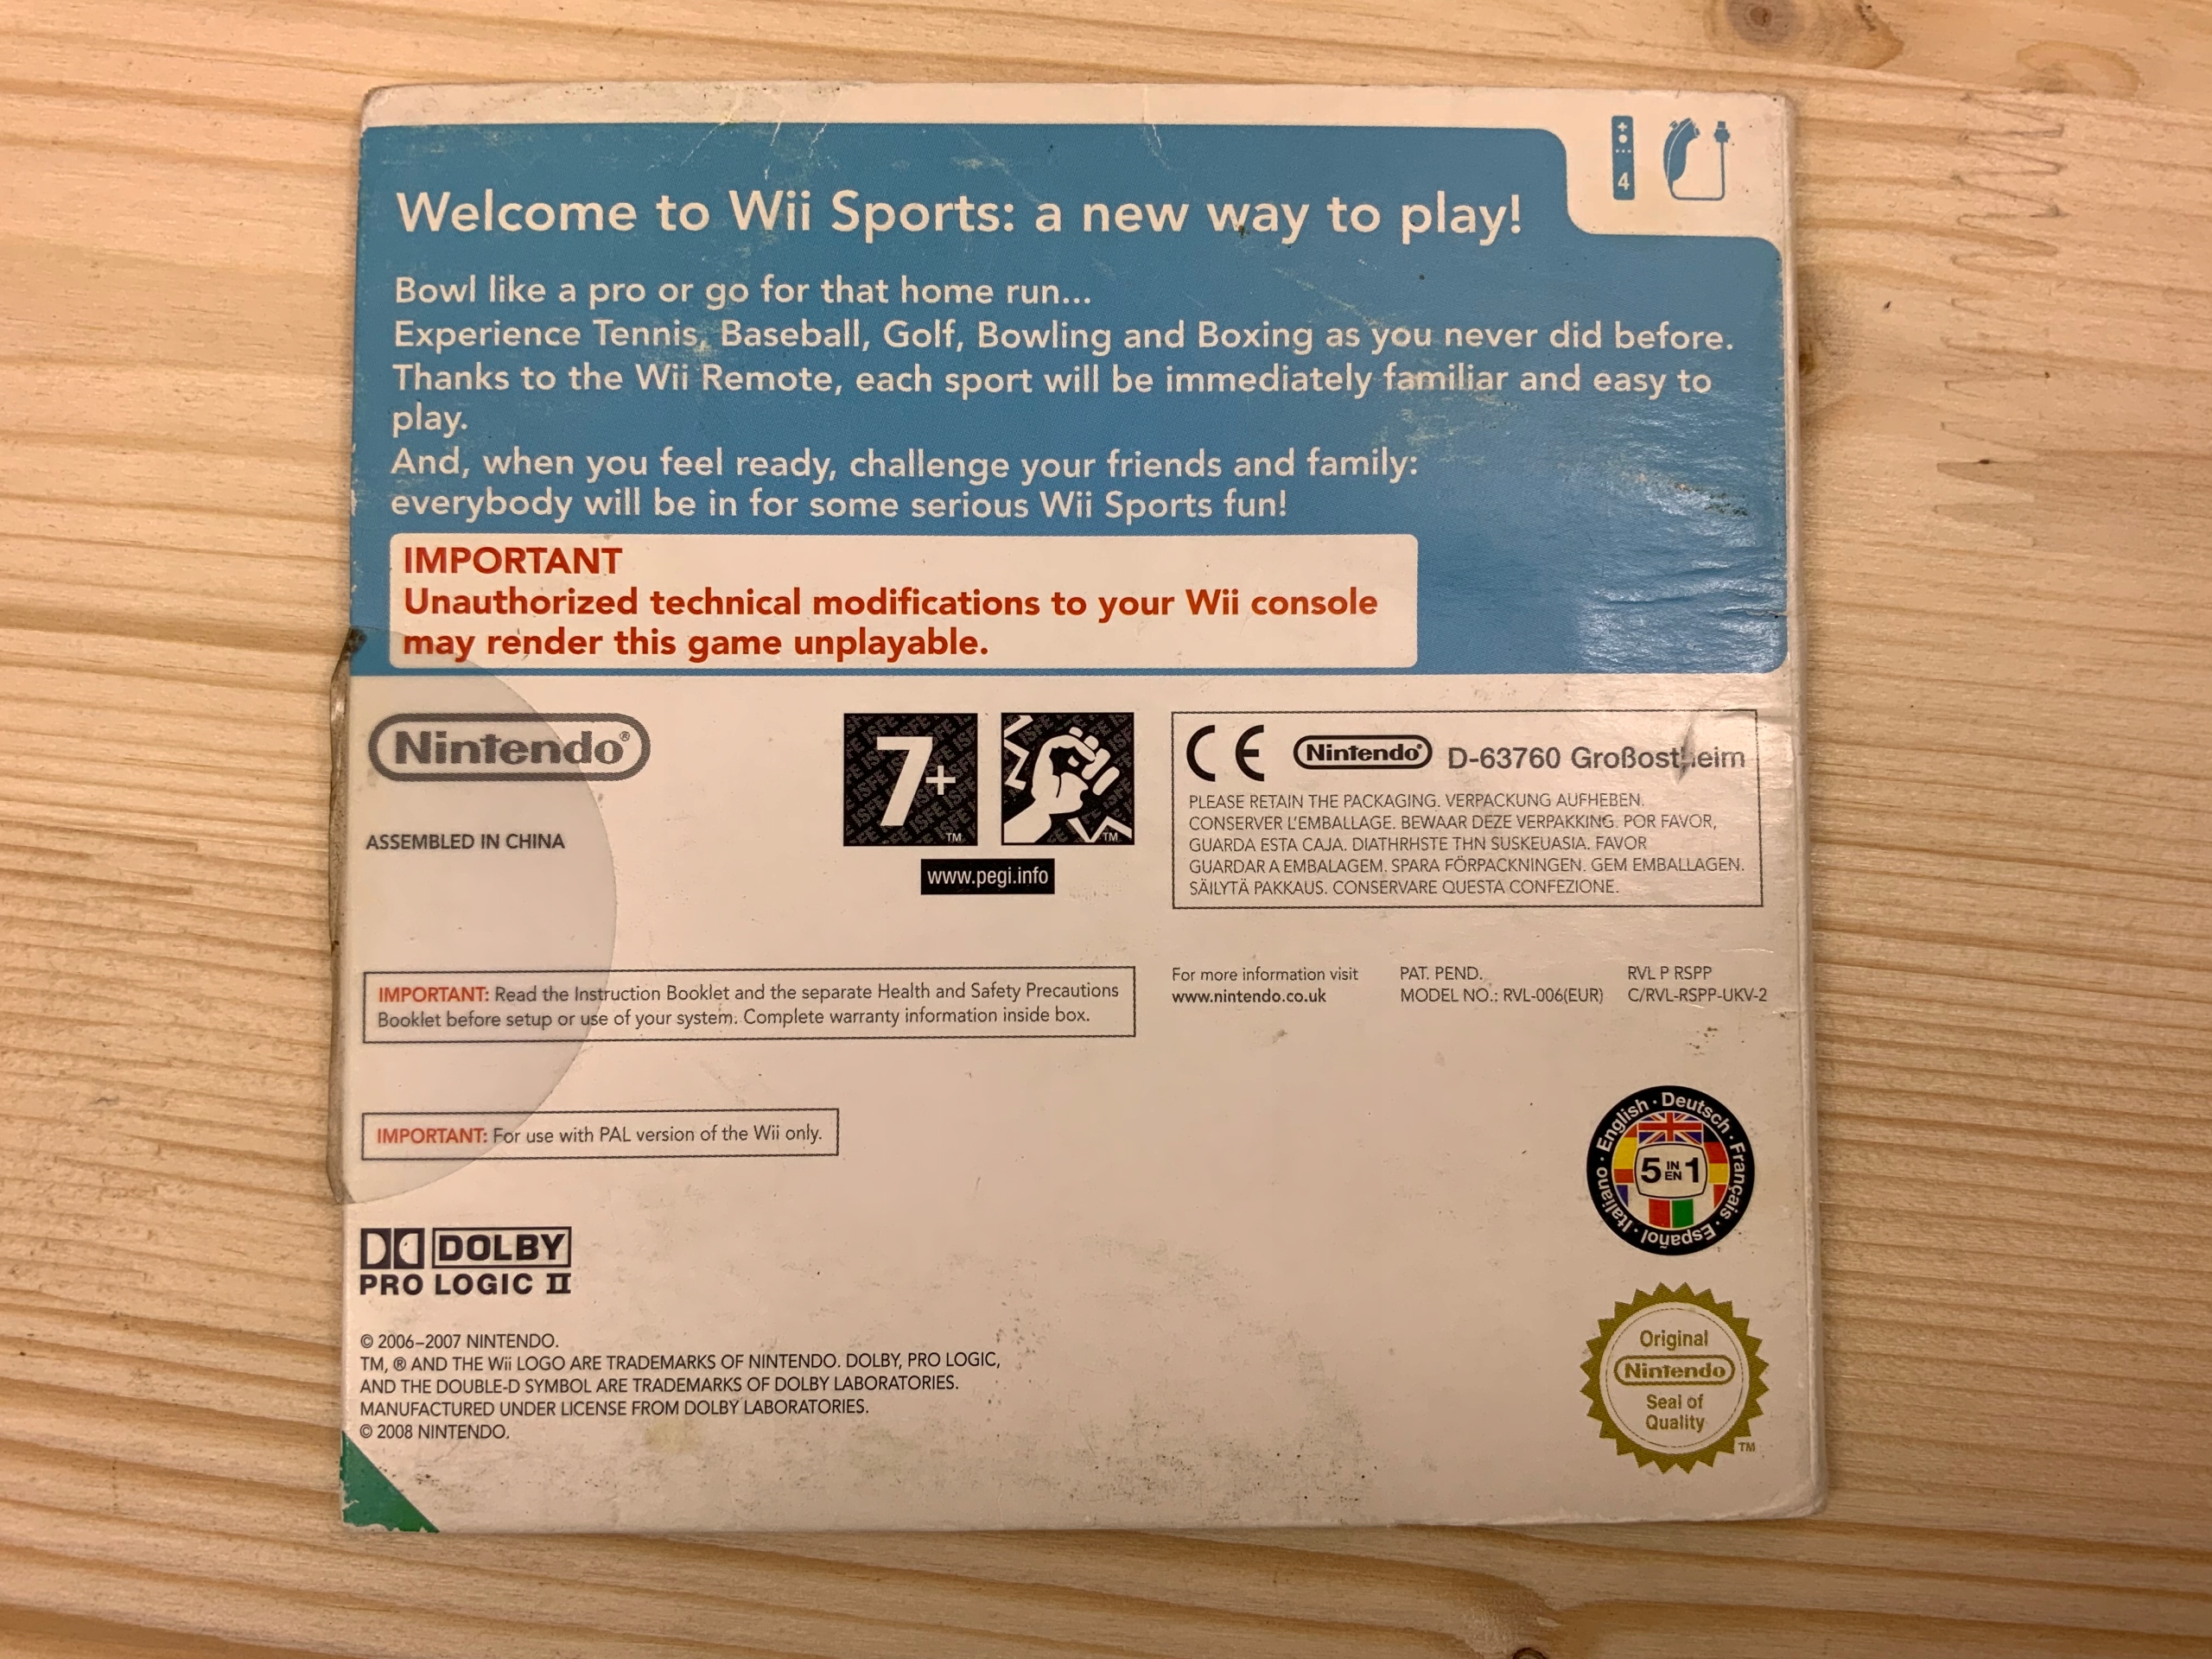 4
Welcome to Wii Sports: a new way to play!
Bowl like a pro or go for that home run...
Experience Tennis, Baseball, Golf, Bowling and Boxing as you never did before.
Thanks to the Wii Remote, each sport will be immediately familiar and easy to
play.
And, when you feel ready, challenge your friends and family:
everybody will be in for some serious Wii Sports fun!
IMPORTANT
Unauthorized technical modifications to your Wii console
may render this game unplayable.
Nintendo®
ASSEMBLED IN CHINA
7+
TM
TM
www.pegi.info
CE Nintendo® D-63760 Großostheim
PLEASE RETAIN THE PACKAGING. VERPACKUNG AUFHEBEN.
CONSERVER L'EMBALLAGE. BEWAAR DEZE VERPAKKING. POR FAVOR,
GUARDA ESTA CAJA. DIATHRHSTE THN SUSKEUASIA. FAVOR
GUARDAR A EMBALAGEM. SPARA FÖRPACKNINGEN. GEM EMBALLAGEN.
SÄILYTÄ PAKKAUS. CONSERVARE QUESTA CONFEZIONE.
IMPORTANT: Read the Instruction Booklet and the separate Health and Safety Precautions
Booklet before setup or use of your system. Complete warranty information inside box.
For more information visit
www.nintendo.co.uk
PAT. PEND.
MODEL NO.: RVL-006(EUR)
RVL P RSPP
C/RVL-RSPP-UKV-2
IMPORTANT: For use with PAL version of the Wii only.
English · Deutsch · Français · Español · Italiano ·
5 IN EN 1
DOLBY
PRO LOGIC II
Original
Nintendo
Seal of
Quality
TM
© 2006–2007 NINTENDO.
TM, ® AND THE Wii LOGO ARE TRADEMARKS OF NINTENDO. DOLBY, PRO LOGIC,
AND THE DOUBLE-D SYMBOL ARE TRADEMARKS OF DOLBY LABORATORIES.
MANUFACTURED UNDER LICENSE FROM DOLBY LABORATORIES.
© 2008 NINTENDO.